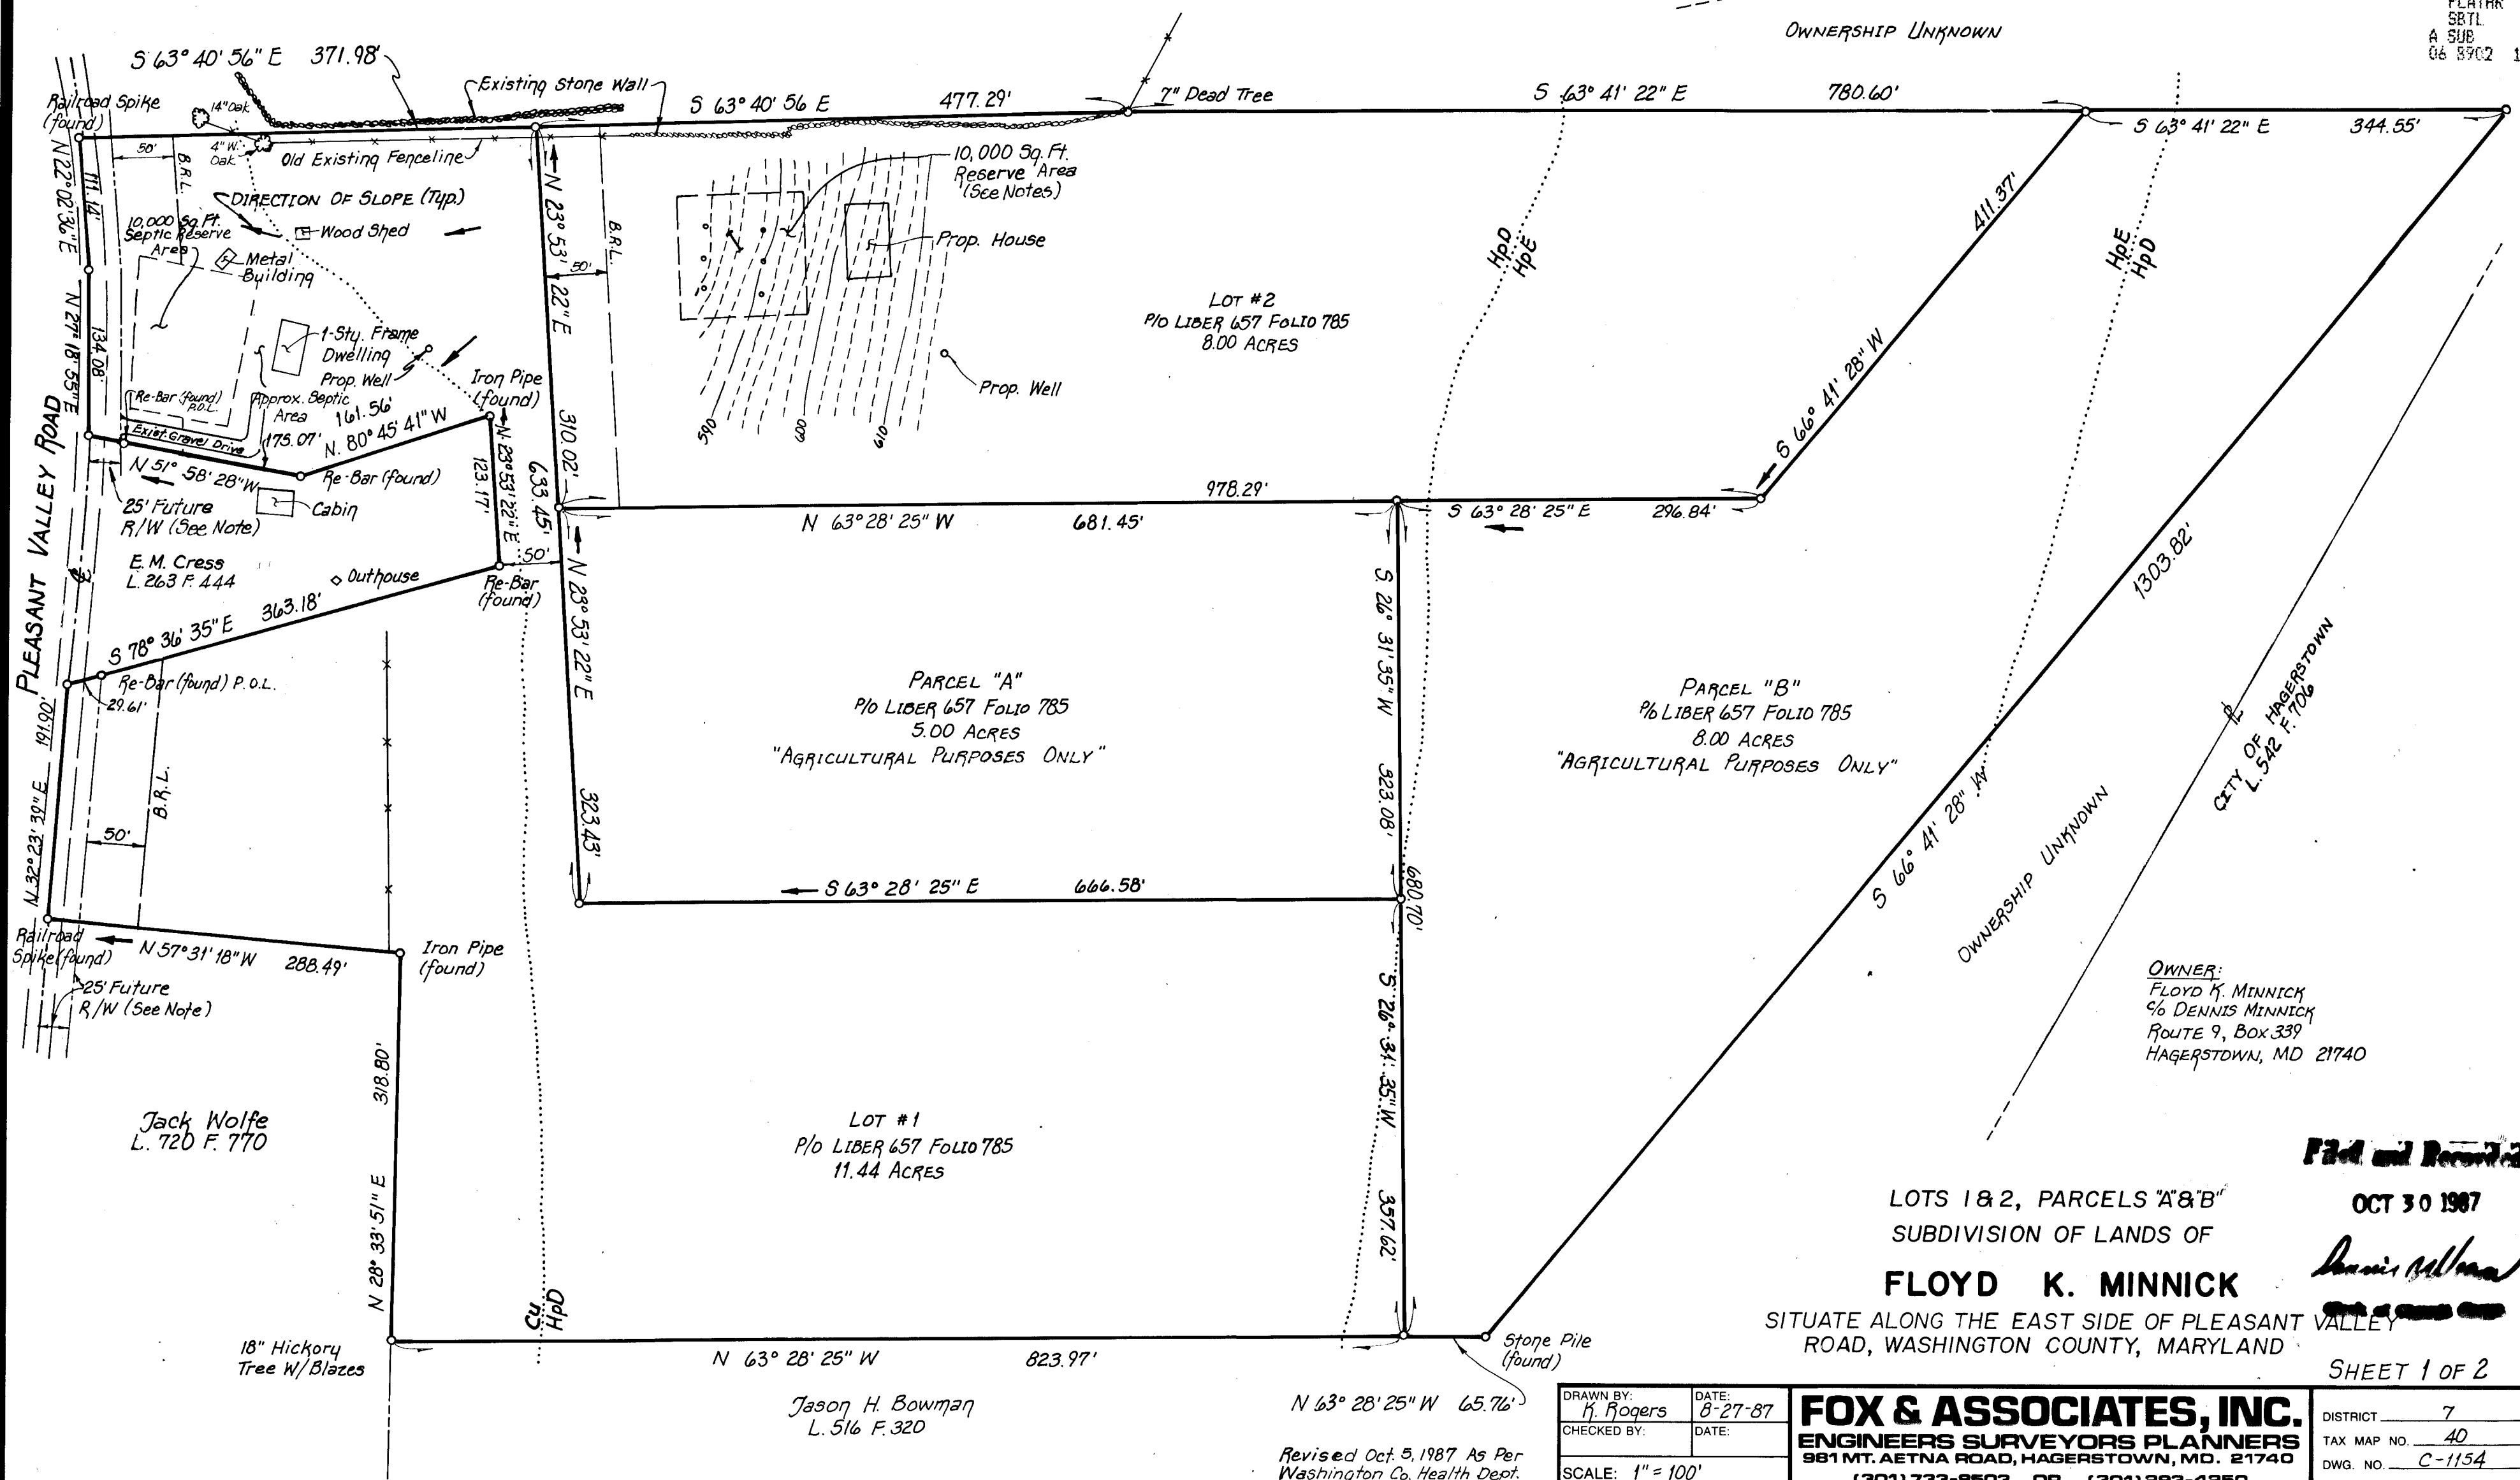 PLATHR
SBTL
A SUB
06 8902 1
OWNERSHIP UNKNOWN
S 63° 40' 56" E 371.98'
Existing Stone Wall
S 63° 40' 56 E 477.29'
7" Dead Tree
S 63° 41' 22" E 780.60'
S 63° 41' 22" E 344.55'
Railroad Spike
(found)
14" Oak
4" W.
Oak
Old Existing Fenceline
50'
B.R.L.
N 22° 02' 36" E
111.14'
DIRECTION OF SLOPE (Typ.)
10,000 Sq. Ft.
Septic Reserve
Area
Wood Shed
Metal
Building
N 23° 53' 22" E
50'
B.R.L.
10,000 Sq. Ft.
Reserve Area
(See Notes)
Prop. House
HpD
HpE
411.37'
HpE
HpD
N 27° 18' 55" E
134.08'
1-Sty. Frame
Dwelling
Prop. Well
Iron Pipe
(found)
LOT #2
P/O LIBER 657 FOLIO 785
8.00 ACRES
Prop. Well
590
600
610
S 66° 41' 28" W
Re-Bar (found)
P.O.L.
Approx. Septic
Area
161.56'
N. 80° 45' 41" W
Exist. Gravel Drive
175.07'
N 51° 58' 28" W
Re-Bar (found)
Cabin
25' Future
R/W (See Note)
N 23° 53' 22" E
123.17'
310.02'
633.45'
978.29'
N 63° 28' 25" W 681.45'
S 63° 28' 25" E 296.84'
PLEASANT VALLEY ROAD
E. M. Cress
L. 263 F. 444
Outhouse
50'
Re-Bar
(found)
S 78° 36' 35" E 363.18'
Re-Bar (found) P.O.L.
29.61'
N 23° 53' 22" E
323.43'
PARCEL "A"
P/O LIBER 657 FOLIO 785
5.00 ACRES
"AGRICULTURAL PURPOSES ONLY"
S. 26° 31' 35" W
323.08'
PARCEL "B"
P/O LIBER 657 FOLIO 785
8.00 ACRES
"AGRICULTURAL PURPOSES ONLY"
1303.82'
S 66° 41' 28" W
CITY OF HAGERSTOWN
L. 542 F. 706
OWNERSHIP UNKNOWN
N 32° 23' 39" E 191.90'
50'
B.R.L.
S 63° 28' 25" E 666.58'
680.70'
Railroad
Spike (found)
N 57° 31' 18" W 288.49'
Iron Pipe
(found)
25' Future
R/W (See Note)
OWNER:
FLOYD K. MINNICK
c/o DENNIS MINNICK
ROUTE 9, BOX 339
HAGERSTOWN, MD 21740
318.80'
N 28° 33' 51" E
Jack Wolfe
L. 720 F. 770
LOT #1
P/O LIBER 657 FOLIO 785
11.44 ACRES
S 26° 31' 35" W
357.62'
Cu
HpD
18" Hickory
Tree W/Blazes
N 63° 28' 25" W 823.97'
Stone Pile
(found)
N 63° 28' 25" W 65.76'
Jason H. Bowman
L. 516 F. 320
Revised Oct. 5, 1987 As Per
Washington Co. Health Dept.
Filed and Recorded
OCT 30 1987
LOTS 1 & 2, PARCELS "A" & "B"
SUBDIVISION OF LANDS OF
FLOYD K. MINNICK
SITUATE ALONG THE EAST SIDE OF PLEASANT VALLEY
ROAD, WASHINGTON COUNTY, MARYLAND
SHEET 1 OF 2
DRAWN BY:
K. Rogers
DATE:
8-27-87
CHECKED BY:
DATE:
SCALE: 1" = 100'
FOX & ASSOCIATES, INC.
ENGINEERS SURVEYORS PLANNERS
981 MT. AETNA ROAD, HAGERSTOWN, MD. 21740
(301) 733-8503 OR
DISTRICT 7
TAX MAP NO. 40
DWG. NO. C-1154